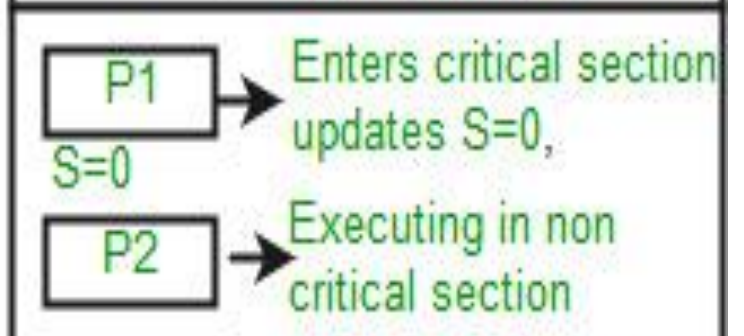 P1
Enters critical section
updates S=0,
S=0
P2
Executing in non
critical section